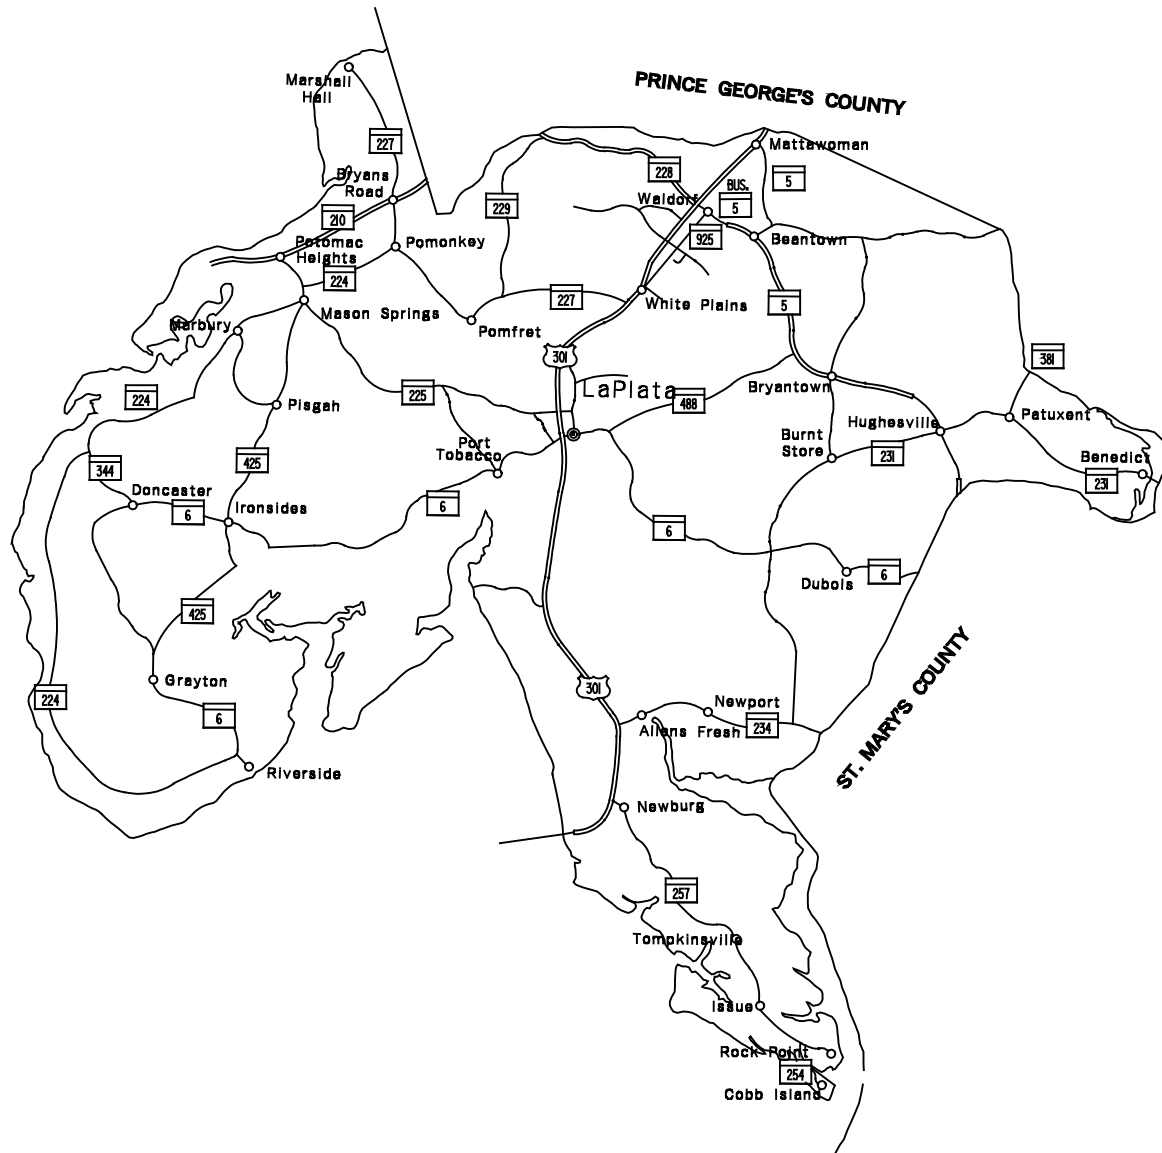 PRINCE GEORGE'S COUNTY
Marshall
Hall
227
Mattawoman
228
5
Bryans
Road
BUS.
5
Waldorf
229
210
925
Beantown
Potomac
Heights
Pomonkey
224
227
5
White Plains
Mason Springs
Marbury
Pomfret
301
381
LaPlata
Bryantown
225
224
488
Pisgah
Patuxent
Hughesville
Burnt
Store
Port
Tobacco
231
Benedict
425
344
231
Doncaster
6
Ironsides
6
6
Dubois
6
425
ST. MARY'S COUNTY
Grayton
224
301
6
Newport
234
Allens Fresh
Riverside
Newburg
257
Tompkinsville
Issue
Rock Point
254
Cobb Island